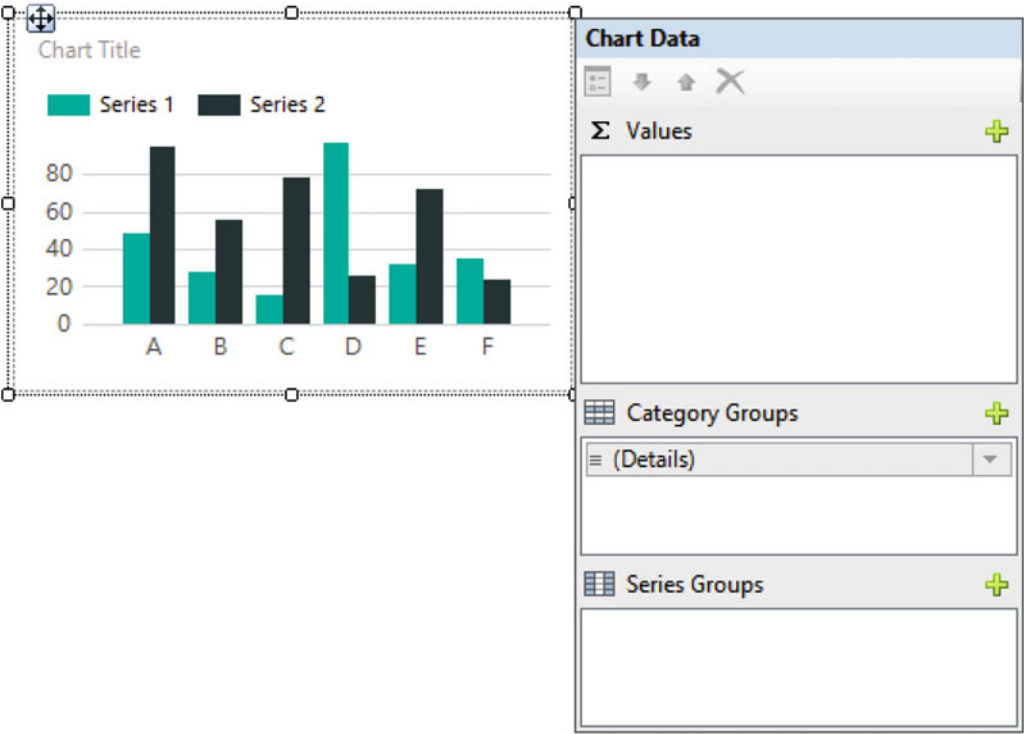 Chart Title
Series 1 Series 2
80
60
40
20
0
A B C D E F
Chart Data
Σ Values
Category Groups
(Details)
Series Groups